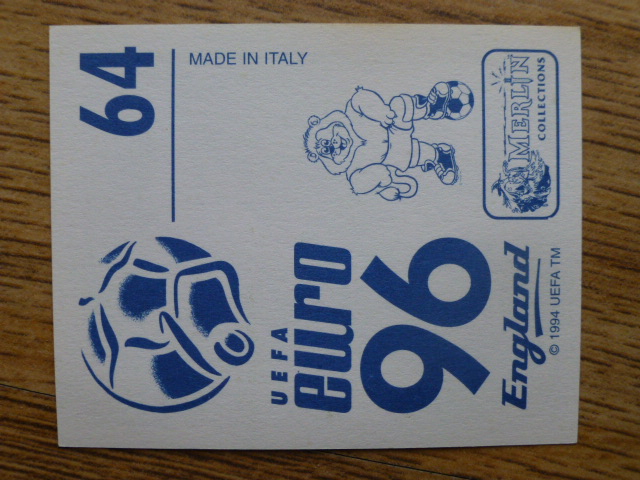 64
MADE IN ITALY
MERLIN
COLLECTIONS
UEFA
euro
96
England
© 1994 UEFA TM